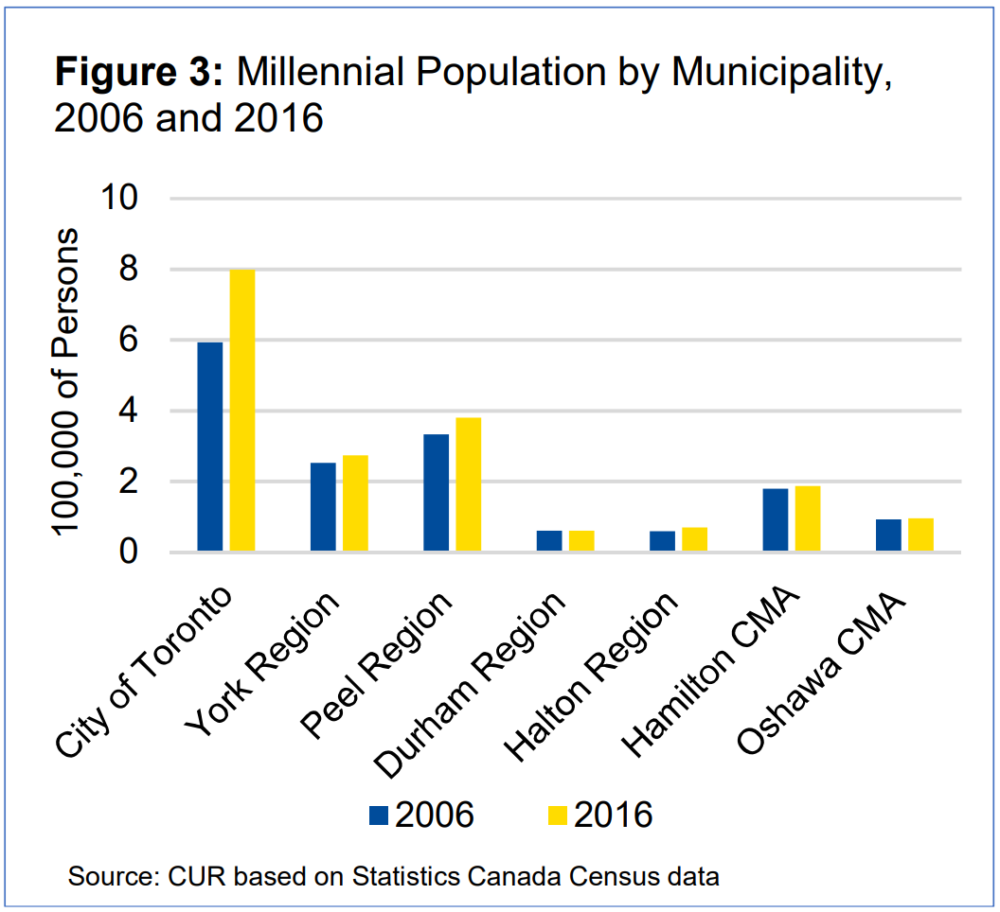 Figure 3: Millennial Population by Municipality,
2006 and 2016
100,000 of Persons
10
8
6
4
2
0
City of Toronto
York Region
Peel Region
Durham Region
Halton Region
Hamilton CMA
Oshawa CMA
2006
2016
Source: CUR based on Statistics Canada Census data